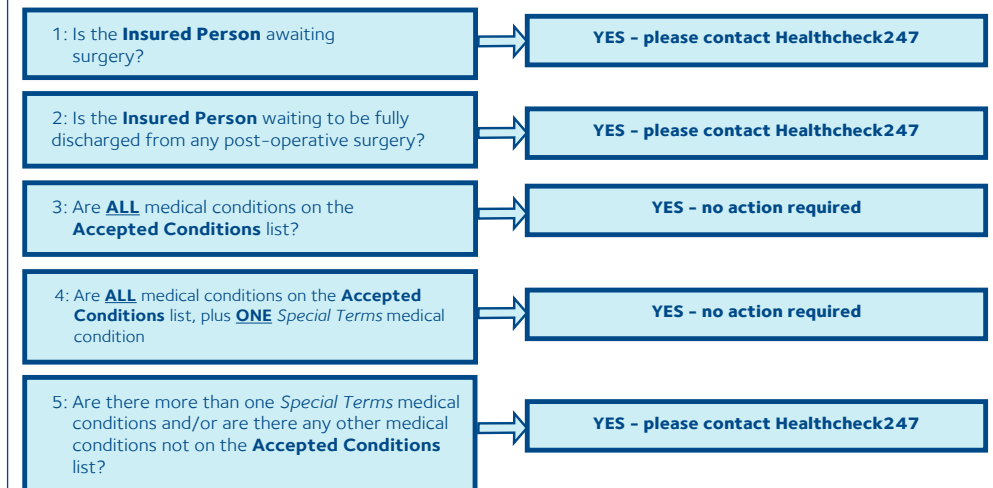 1: Is the Insured Person awaiting
surgery?
YES - please contact Healthcheck247
2: Is the Insured Person waiting to be fully
discharged from any post-operative surgery?
YES - please contact Healthcheck247
3: Are ALL medical conditions on the
Accepted Conditions list?
YES - no action required
4: Are ALL medical conditions on the Accepted
Conditions list, plus ONE Special Terms medical
condition
YES - no action required
5: Are there more than one Special Terms medical
conditions and/or are there any other medical
conditions not on the Accepted Conditions
list?
YES - please contact Healthcheck247